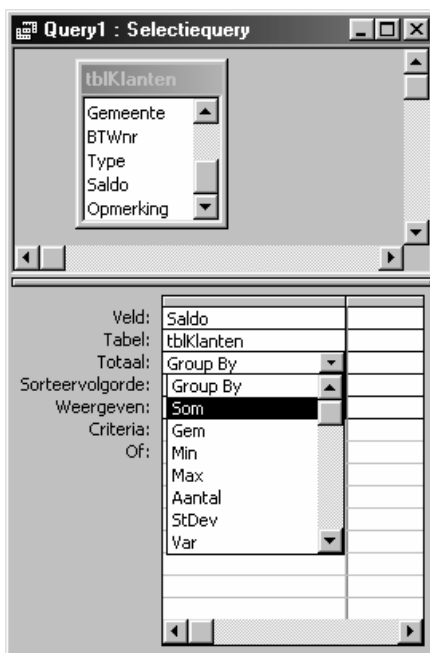 Query1 : Selectiequery
tblKlanten
Gemeente
BTWnr
Type
Saldo
Opmerking
Veld: Saldo
Tabel: tblKlanten
Totaal: Group By
Sorteervolgorde: Group By
Weergeven: Som
Criteria: Gem
Of: Min
Max
Aantal
StDev
Var